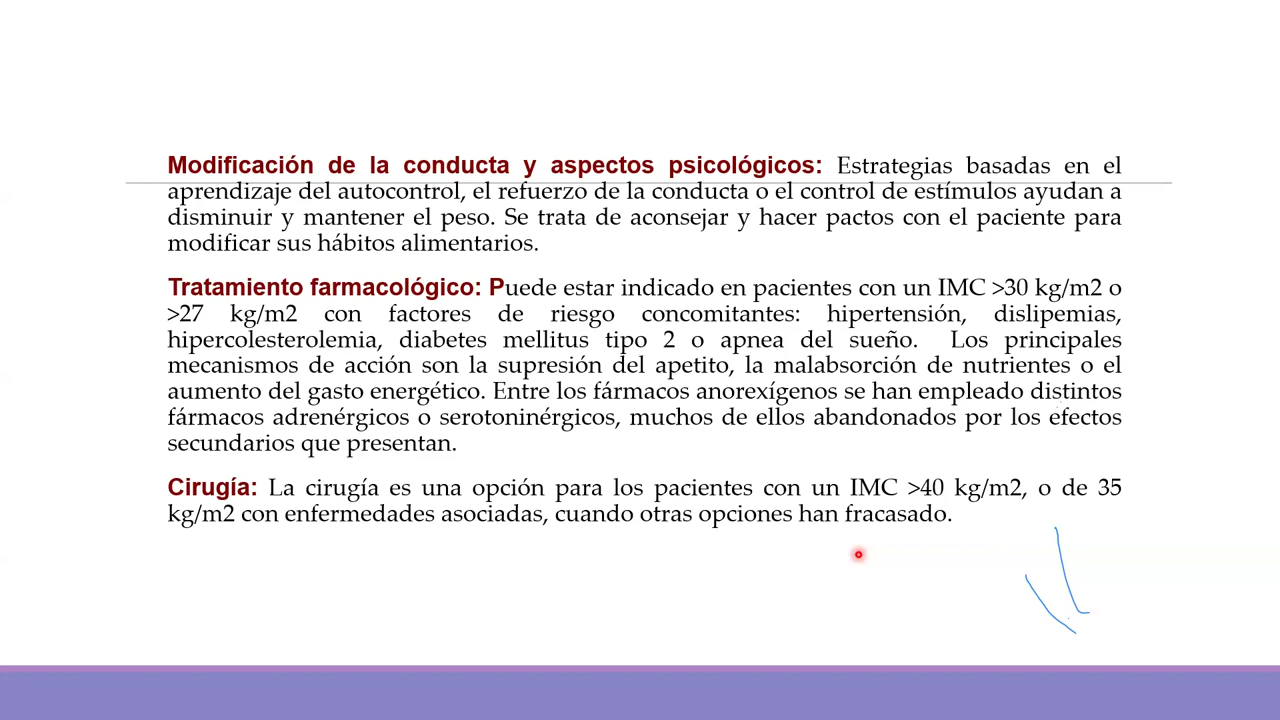 Modificación de la conducta y aspectos psicológicos: Estrategias basadas en el
aprendizaje del autocontrol, el refuerzo de la conducta o el control de estímulos ayudan a
disminuir y mantener el peso. Se trata de aconsejar y hacer pactos con el paciente para
modificar sus hábitos alimentarios.
Tratamiento farmacológico: Puede estar indicado en pacientes con un IMC >30 kg/m2 o
>27 kg/m2 con factores de riesgo concomitantes: hipertensión, dislipemias,
hipercolesterolemia, diabetes mellitus tipo 2 o apnea del sueño. Los principales
mecanismos de acción son la supresión del apetito, la malabsorción de nutrientes o el
aumento del gasto energético. Entre los fármacos anorexígenos se han empleado distintos
fármacos adrenérgicos o serotoninérgicos, muchos de ellos abandonados por los efectos
secundarios que presentan.
Cirugía: La cirugía es una opción para los pacientes con un IMC >40 kg/m2, o de 35
kg/m2 con enfermedades asociadas, cuando otras opciones han fracasado.